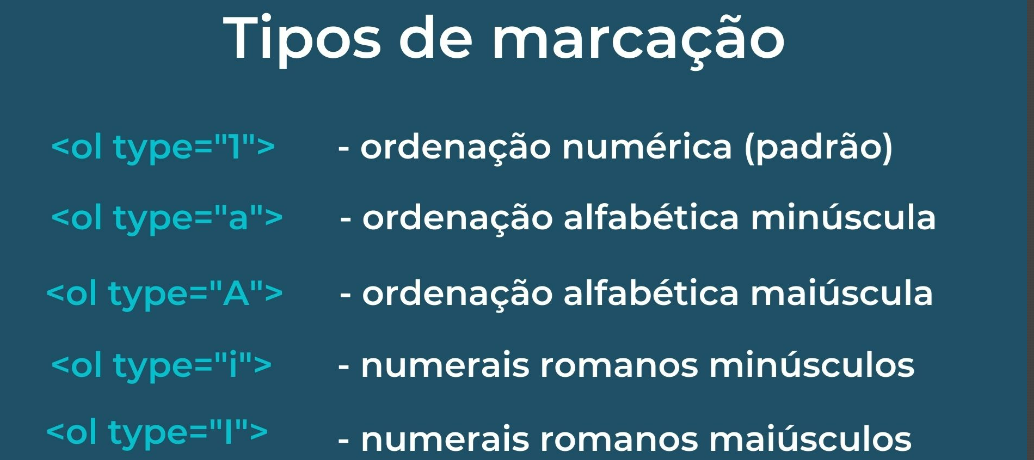 Tipos de marcação
<ol type="1"> - ordenação numérica (padrão)
<ol type="a"> - ordenação alfabética minúscula
<ol type="A"> - ordenação alfabética maiúscula
<ol type="i"> - numerais romanos minúsculos
<ol type="I"> - numerais romanos maiúsculos